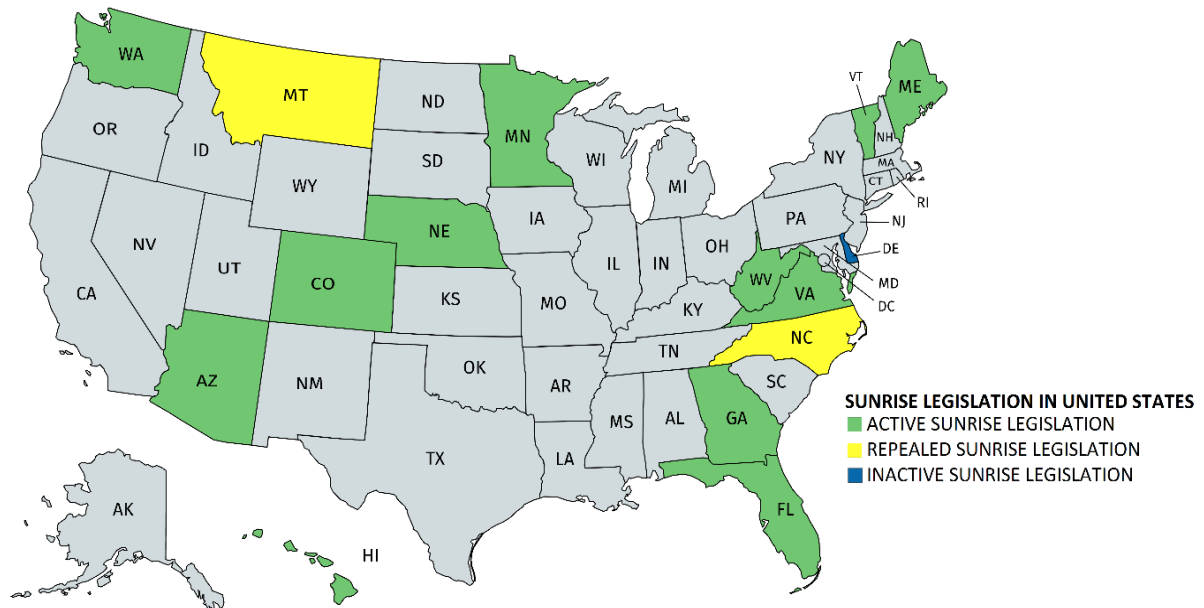 WA
MT
ND
MN
VT
ME
OR
ID
SD
WI
NY
NH
MA
WY
MI
CT
RI
IA
PA
NJ
NE
NV
OH
DE
UT
IL
IN
CO
WV
MD
CA
VA
KS
MO
DC
KY
NC
TN
AZ
NM
OK
AR
SC
MS
AL
GA
SUNRISE LEGISLATION IN UNITED STATES
ACTIVE SUNRISE LEGISLATION
REPEALED SUNRISE LEGISLATION
INACTIVE SUNRISE LEGISLATION
TX
LA
AK
FL
HI